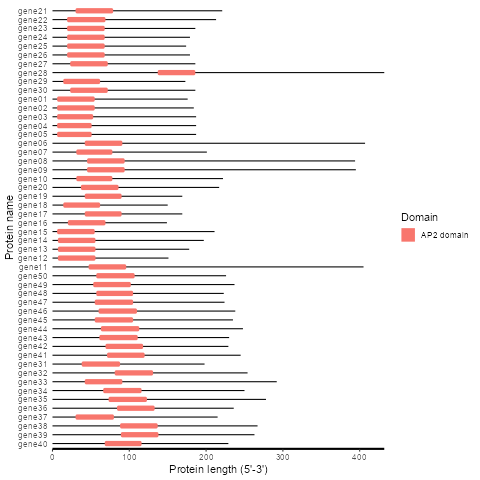 gene21
gene22
gene23
gene24
gene25
gene26
gene27
gene28
gene29
gene30
gene01
gene02
gene03
gene04
gene05
gene06
gene07
gene08
gene09
gene10
gene20
gene19
gene18
gene17
gene16
gene15
gene14
gene13
gene12
gene11
gene50
gene49
gene48
gene47
gene46
gene45
gene44
gene43
gene42
gene41
gene31
gene32
gene33
gene34
gene35
gene36
gene37
gene38
gene39
gene40
Protein name
0 100 200 300 400
Protein length (5'-3')
Domain
AP2 domain